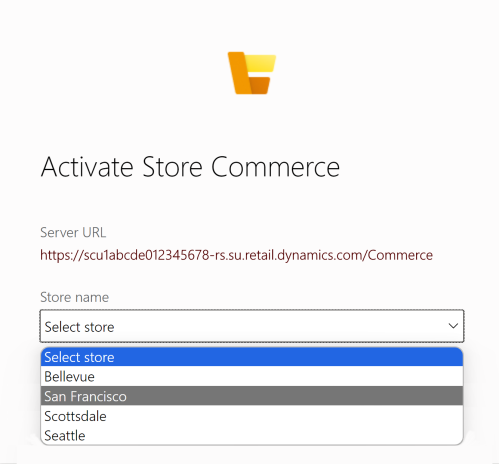 Activate Store Commerce
Server URL
https://scu1abcde012345678-rs.su.retail.dynamics.com/Commerce
Store name
Select store
Select store
Bellevue
San Francisco
Scottsdale
Seattle